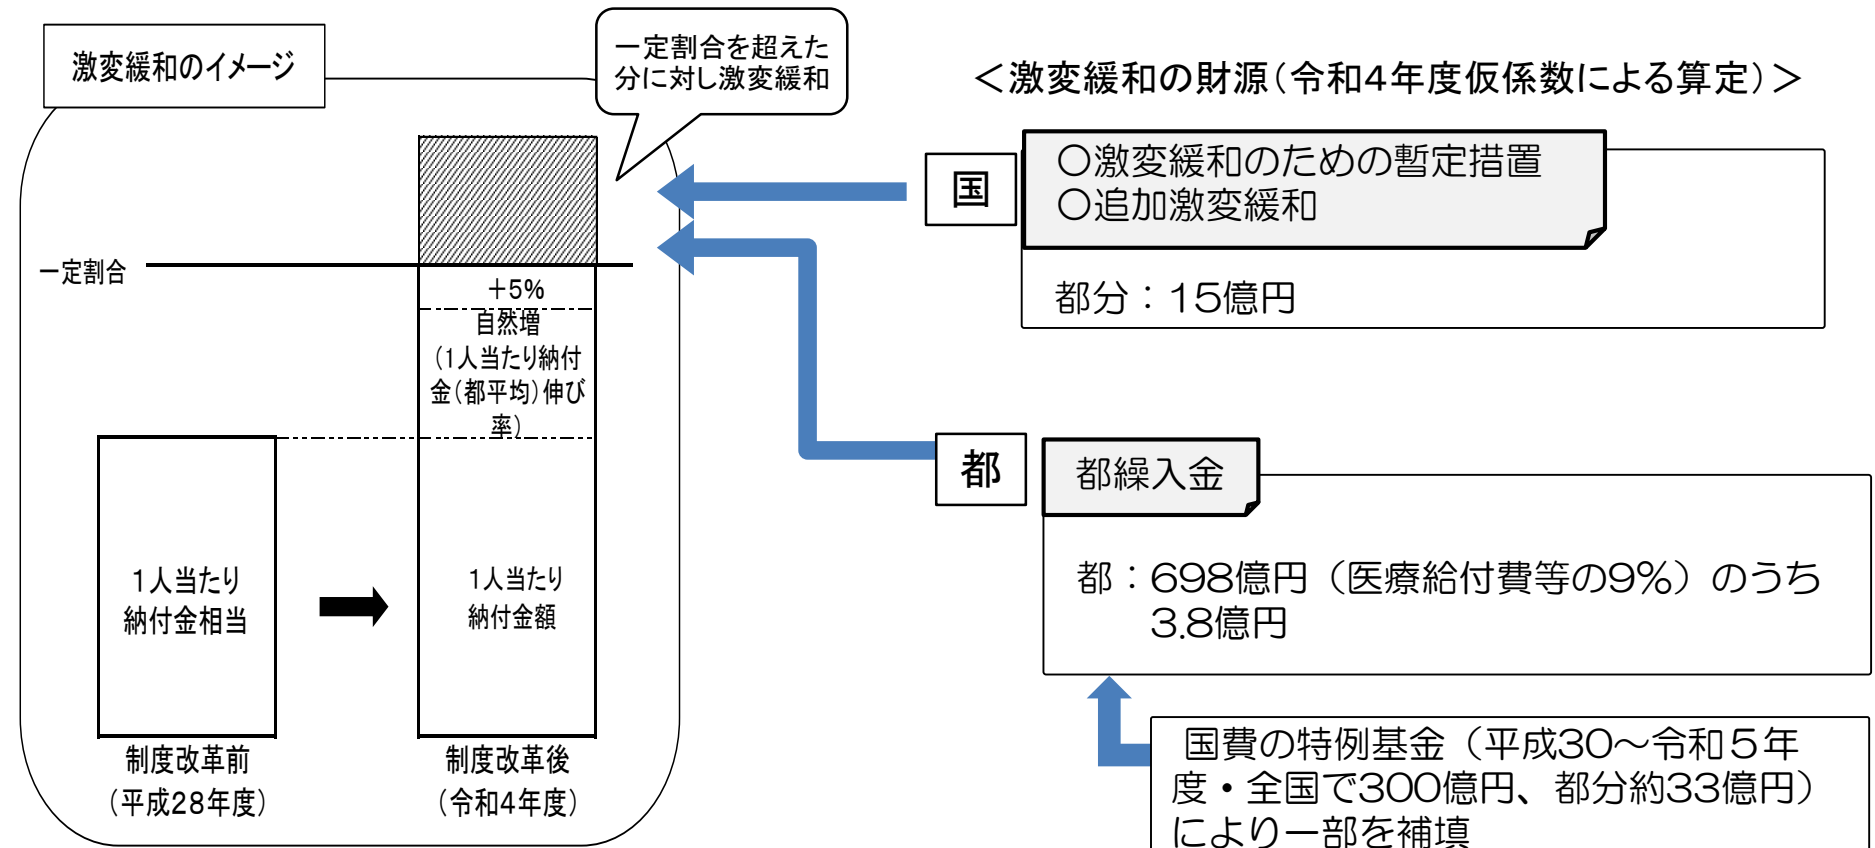 激変緩和のイメージ
一定割合を超えた
分に対し激変緩和
一定割合
+5%
自然増
(1人当たり納付
金(都平均)伸び
率)
1人当たり
納付金相当
1人当たり
納付金額
制度改革前
(平成28年度)
制度改革後
(令和4年度)
<激変緩和の財源(令和4年度仮係数による算定)>
国
○激変緩和のための暫定措置
○追加激変緩和
都分:15億円
都
都繰入金
都:698億円(医療給付費等の9%)のうち
3.8億円
国費の特例基金(平成30~令和5年
度・全国で300億円、都分約33億円)
により一部を補填